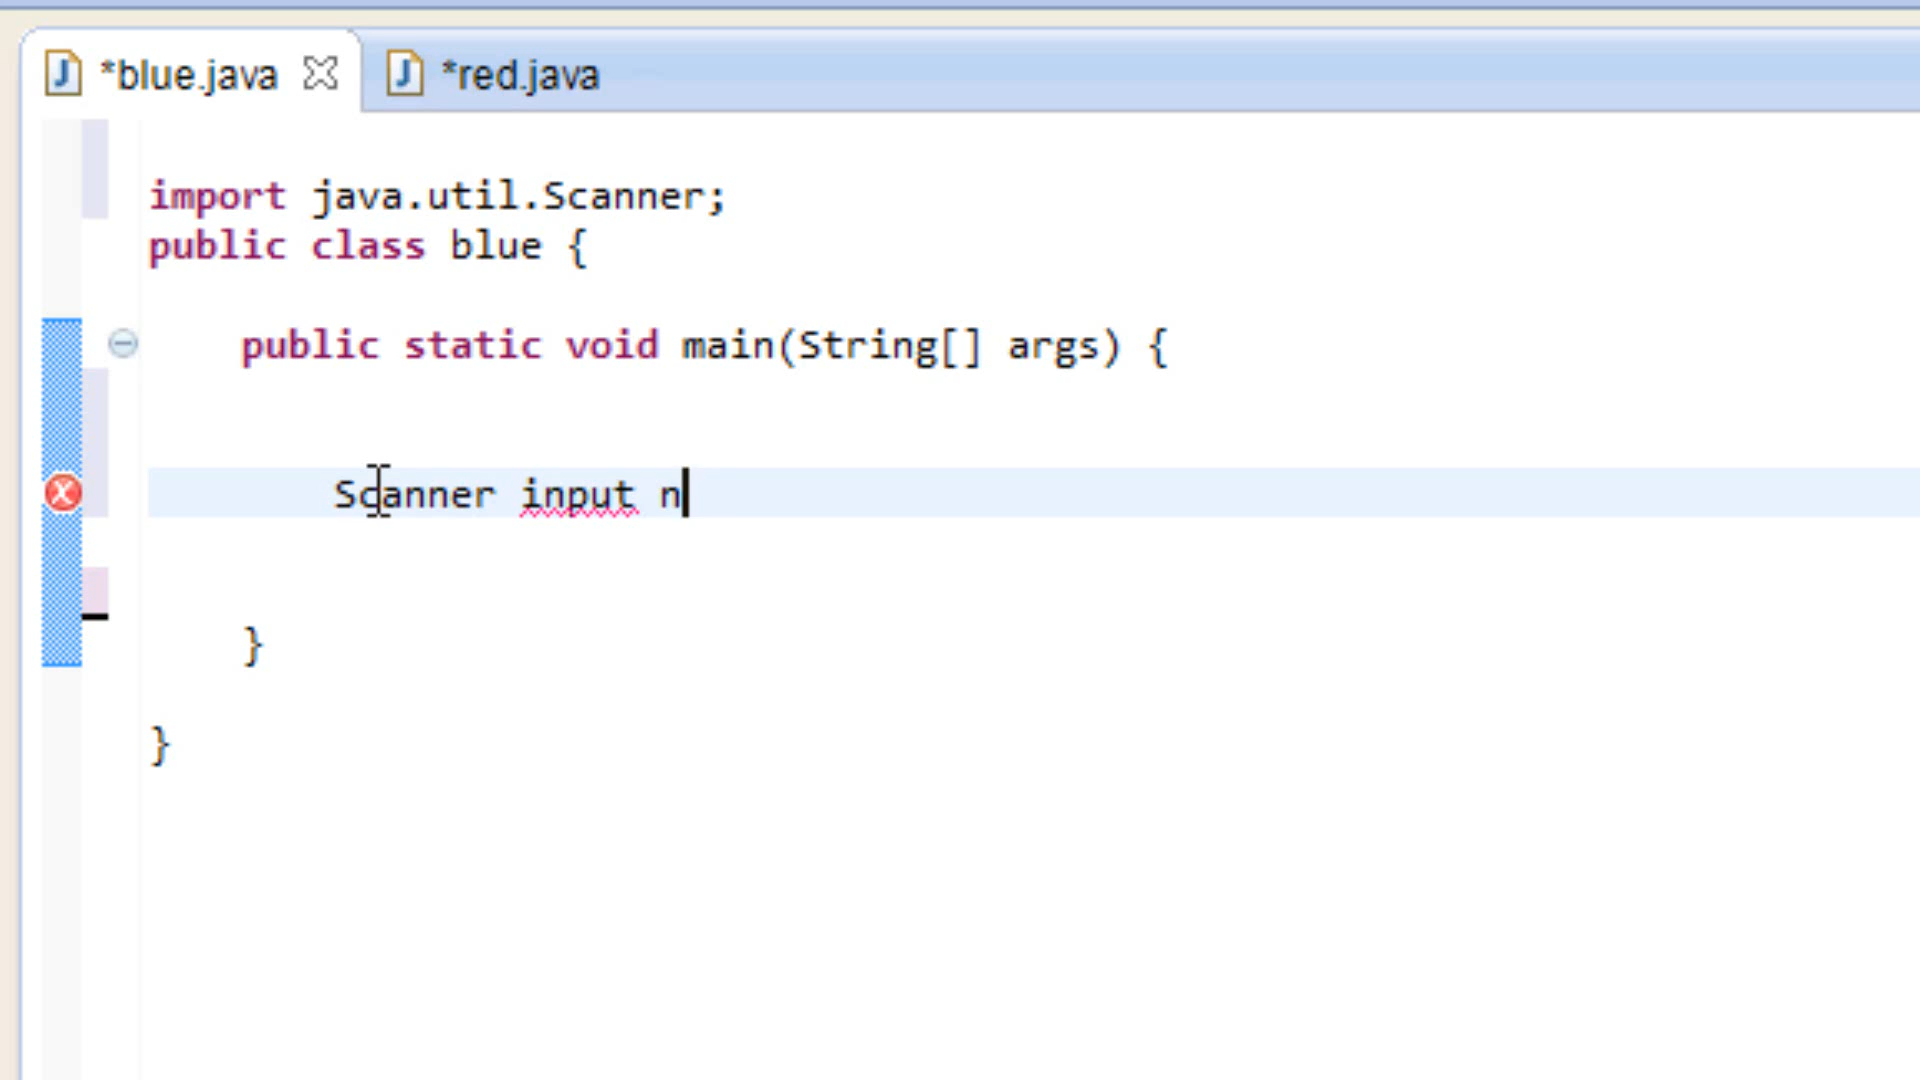 *blue.java *red.java
import java.util.Scanner;
public class blue {
public static void main(String[] args) {
Scanner input n
}
}